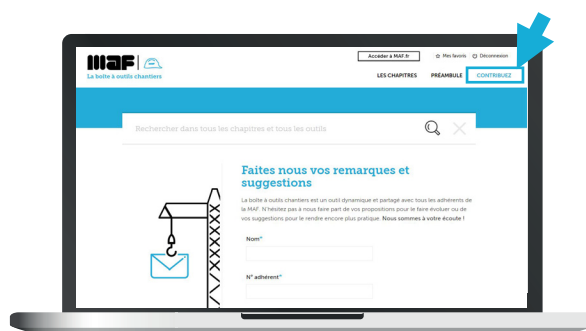 MAF
La boîte à outils chantiers
Accéder à MAF.fr
Mes favoris
Déconnexion
LES CHAPITRES
PRÉAMBULE
CONTRIBUEZ
Rechercher dans tous les chapitres et tous les outils
Faites nous vos remarques et
suggestions
La boîte à outils chantiers est un outil dynamique et partagé avec tous les adhérents de
la MAF. N'hésitez pas à nous faire part de vos propositions pour le faire évoluer ou de
vos suggestions pour le rendre encore plus pratique. Nous sommes à votre écoute !
Nom*
N° adhérent*